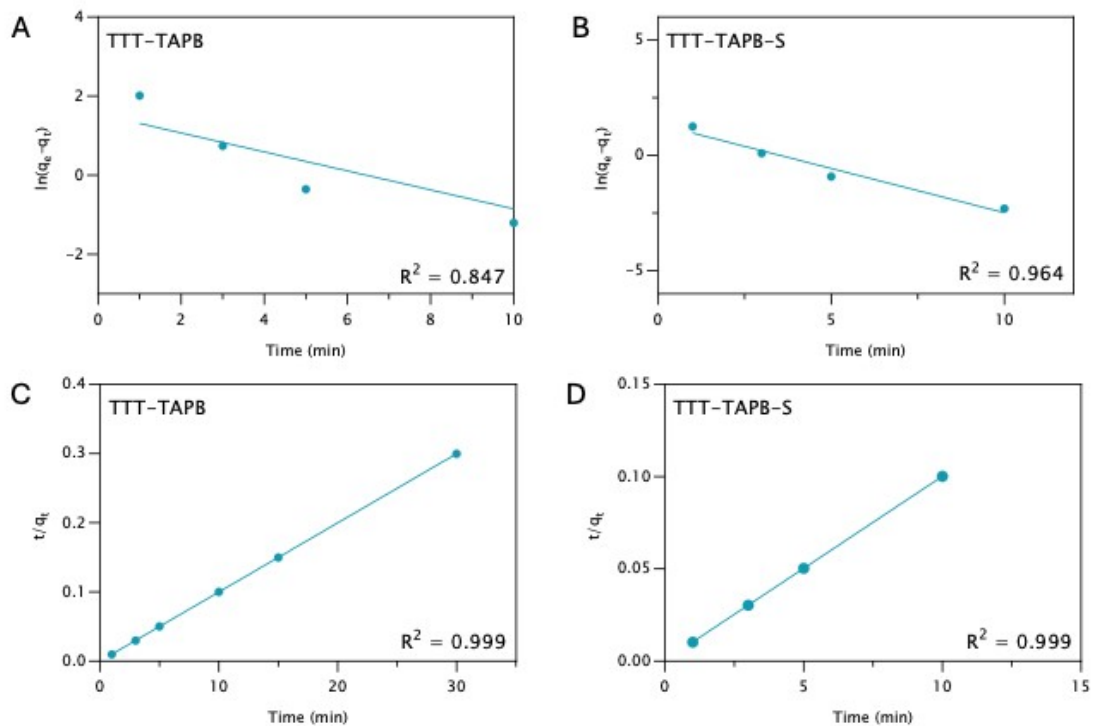 A
TTT-TAPB
4
2
0
−2
ln(qe-qt)
R² = 0.847
0 2 4 6 8 10
Time (min)
B
TTT-TAPB-S
5
0
−5
ln(qe-qt)
R² = 0.964
0 5 10
Time (min)
C
TTT-TAPB
0.4
0.3
0.2
0.1
0.0
t/qt
R² = 0.999
0 10 20 30
Time (min)
D
TTT-TAPB-S
0.15
0.10
0.05
0.00
t/qt
R² = 0.999
0 5 10 15
Time (min)